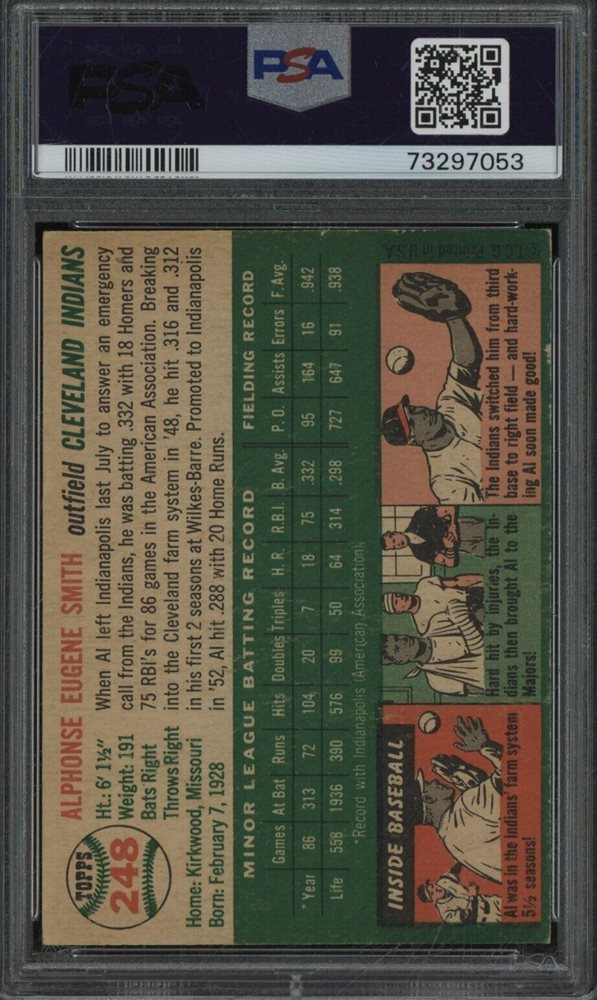 PSA
PSA
73297053
TOPPS
248
ALPHONSE EUGENE SMITH outfield CLEVELAND INDIANS
Ht.: 6' 1½"
Weight: 191
Bats Right
Throws Right
Home: Kirkwood, Missouri
Born: February 7, 1928
When Al left Indianapolis last July to answer an emergency
call from the Indians, he was batting .332 with 18 Homers and
75 RBI's for 86 games in the American Association. Breaking
into the Cleveland farm system in '48, he hit .316 and .312
in his first 2 seasons at Wilkes-Barre. Promoted to Indianapolis
in '52, Al hit .288 with 20 Home Runs.
MINOR LEAGUE BATTING RECORD FIELDING RECORD
Games At Bat Runs Hits Doubles Triples H.R. R.B.I. B. Avg. P.O. Assists Errors F. Avg.
*Year 86 313 72 104 20 7 18 75 .332 95 164 16 .942
Life 558 1936 390 576 99 50 64 314 .298 727 647 91 .938
*Record with Indianapolis (American Association)
©T.C.G. Printed in U.S.A.
INSIDE BASEBALL
Al was in the Indians' farm system
5½ seasons!
Hard hit by injuries, the In-
dians then brought Al to the
Majors!
The Indians switched him from third
base to right field — and hard-work-
ing Al soon made good!